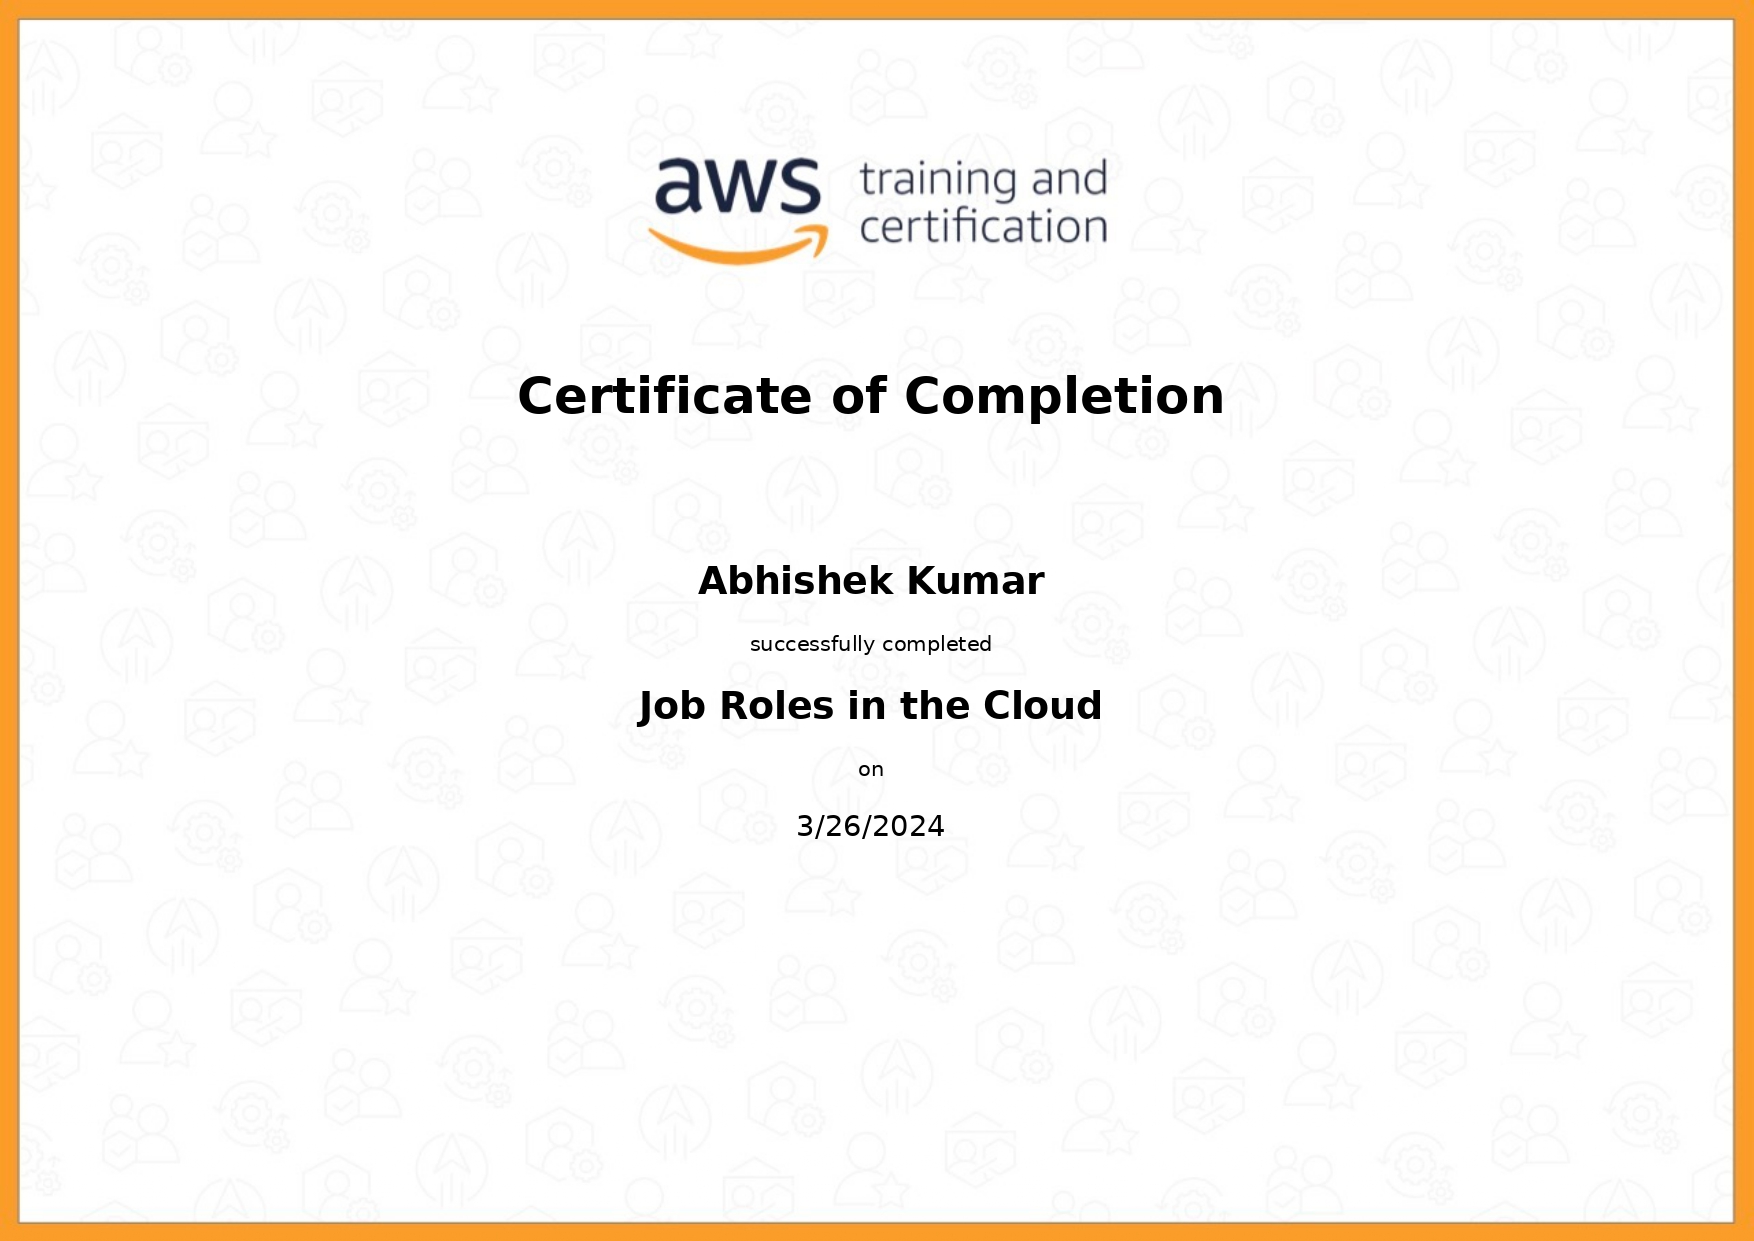 aws training and
certification
Certificate of Completion
Abhishek Kumar
successfully completed
Job Roles in the Cloud
on
3/26/2024